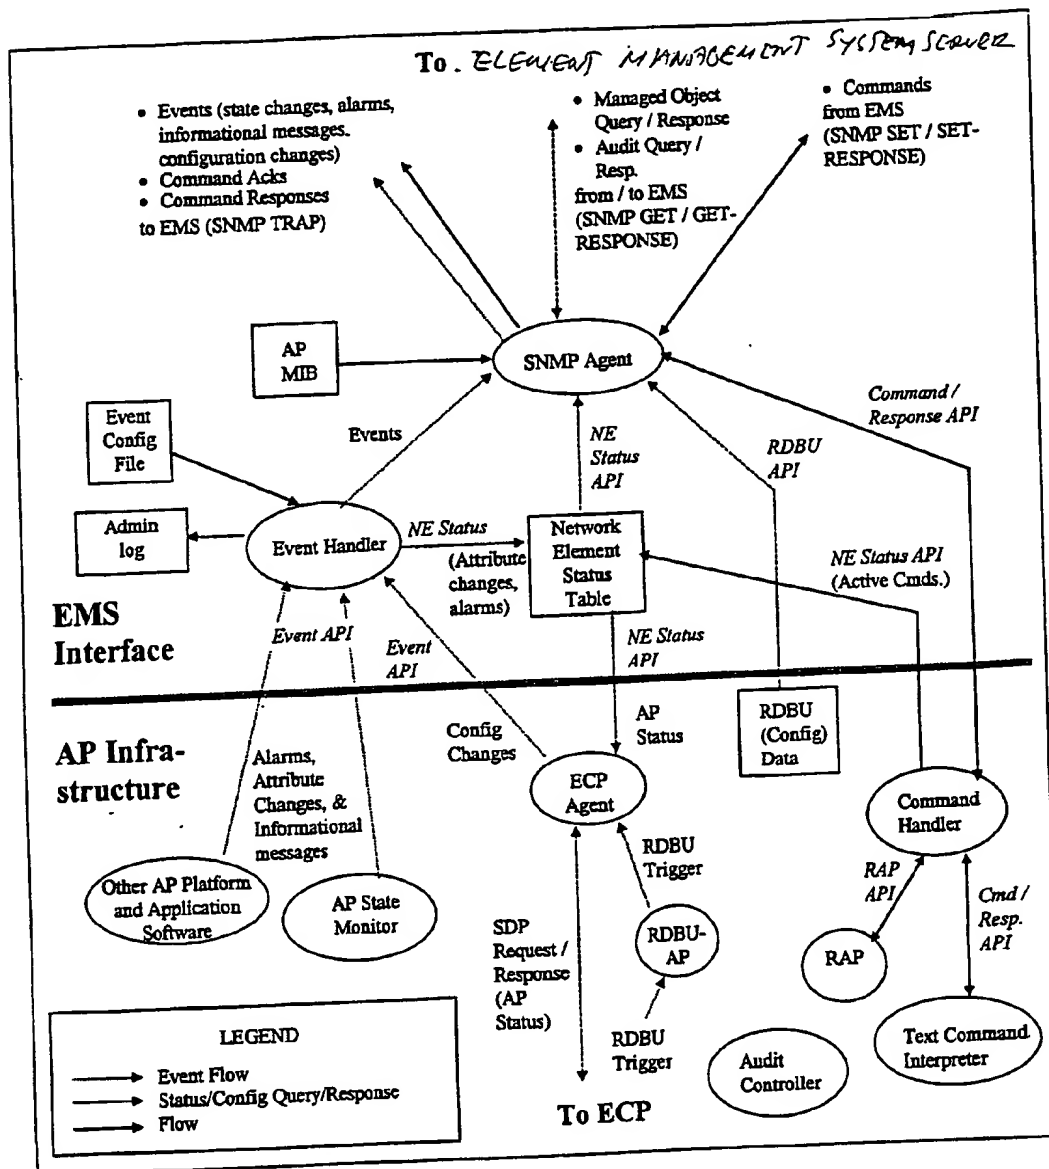 To . ELEMENT MANAGEMENT SYSTEM SERVER
• Events (state changes, alarms,
informational messages.
configuration changes)
• Command Acks
• Command Responses
to EMS (SNMP TRAP)
• Managed Object
Query / Response
• Audit Query /
Resp.
from / to EMS
(SNMP GET / GET-
RESPONSE)
• Commands
from EMS
(SNMP SET / SET-
RESPONSE)
AP
MIB
SNMP Agent
Command /
Response API
Event
Config
File
Events
NE
Status
API
RDBU
API
Admin
log
Event Handler
NE Status
(Attribute
changes,
alarms)
Network
Element
Status
Table
NE Status API
(Active Cmds.)
EMS
Interface
Event API
Event
API
NE Status
API
AP Infra-
structure
Alarms,
Attribute
Changes, &
Informational
messages
Config
Changes
AP
Status
RDBU
(Config)
Data
ECP
Agent
Command
Handler
Other AP Platform
and Application
Software
AP State
Monitor
RDBU
Trigger
RAP
API
Cmd /
Resp.
API
SDP
Request /
Response
(AP
Status)
RDBU-
AP
RAP
RDBU
Trigger
Audit
Controller
Text Command
Interpreter
To ECP
LEGEND
Event Flow
Status/Config Query/Response
Flow